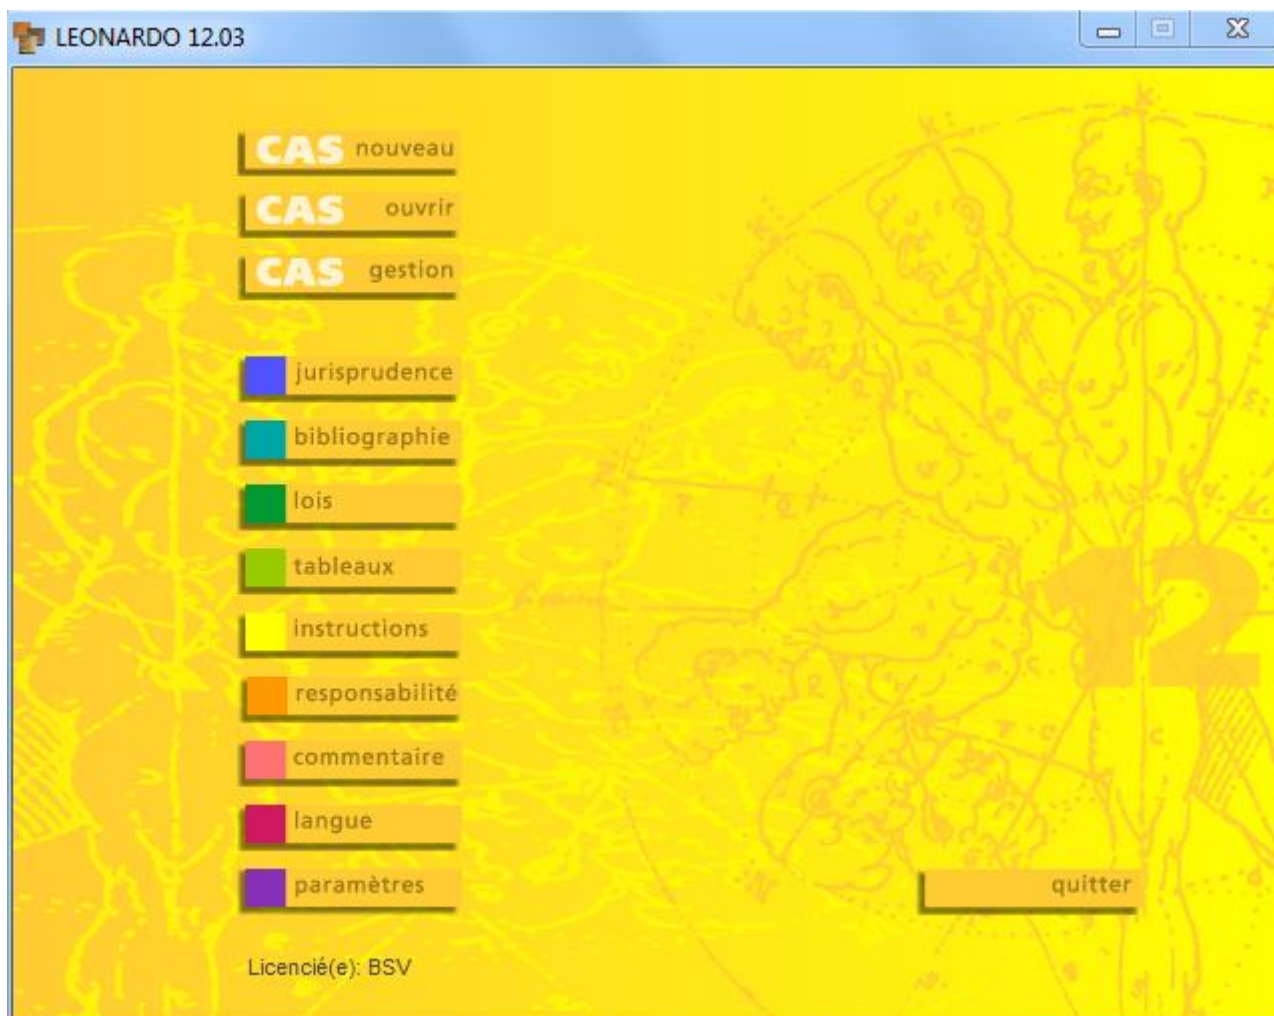 LEONARDO 12.03
CAS nouveau
CAS ouvrir
CAS gestion
jurisprudence
bibliographie
lois
tableaux
instructions
responsabilité
commentaire
langue
paramètres
12
quitter
Licencié(e): BSV